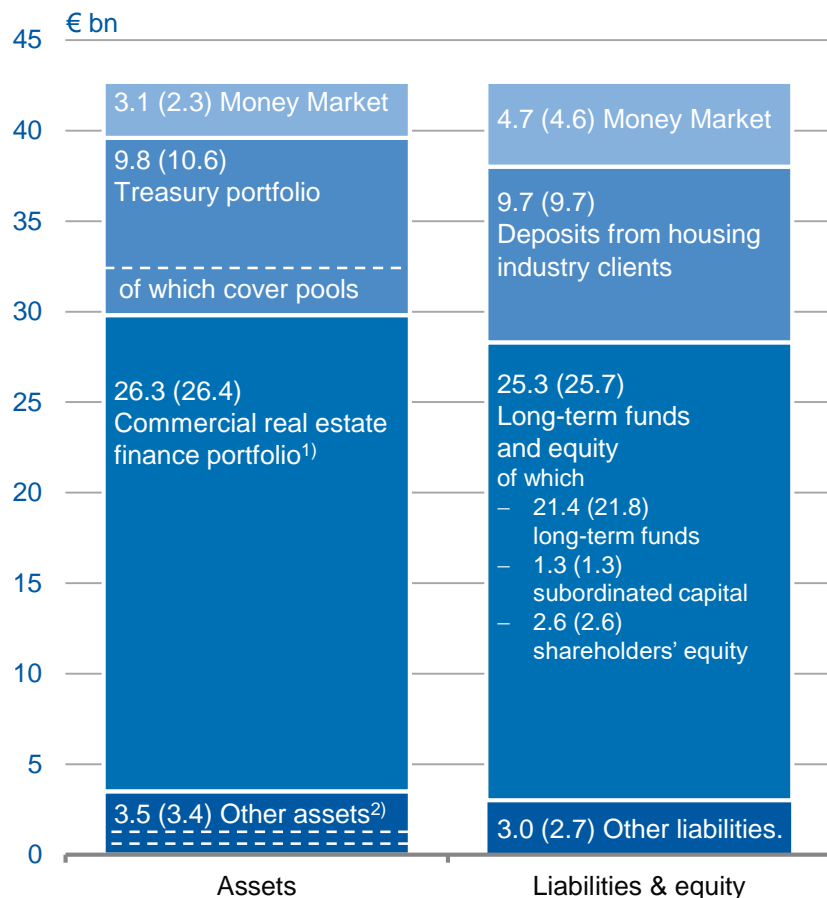 € bn
45
40
35
30
25
20
15
10
5
0
3.1 (2.3) Money Market
9.8 (10.6)
Treasury portfolio
of which cover pools
26.3 (26.4)
Commercial real estate
finance portfolio1)
3.5 (3.4) Other assets2)
4.7 (4.6) Money Market
9.7 (9.7)
Deposits from housing
industry clients
25.3 (25.7)
Long-term funds
and equity
of which
– 21.4 (21.8)
long-term funds
– 1.3 (1.3)
subordinated capital
– 2.6 (2.6)
shareholders’ equity
3.0 (2.7) Other liabilities.
Assets
Liabilities & equity